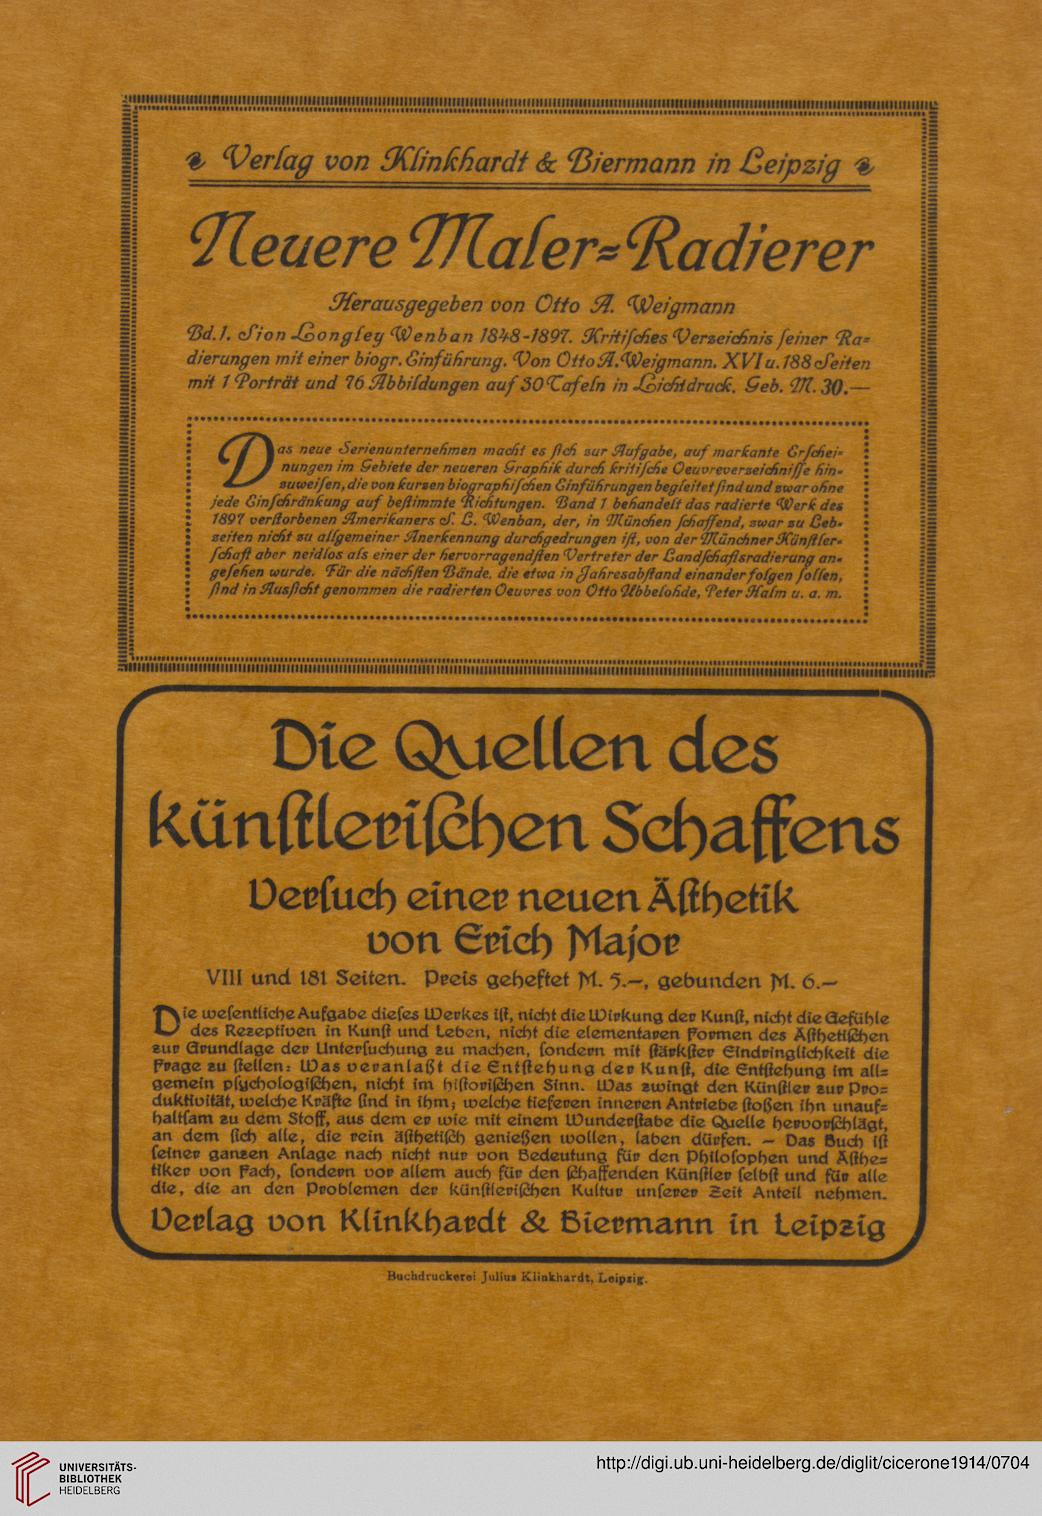 Verlag von Klinkhardt & Biermann in Leipzig
Neuere Maler=Radierer
Herausgegeben von Otto A. Weigmann
Bd. 1. Sion Longley Wenban 1848-1897. Kritiſches Verzeichnis ſeiner Ra=
dierungen mit einer biogr. Einführung. Von Otto A. Weigmann. XVI u. 188 Seiten
mit 1 Porträt und 76 Abbildungen auf 30 Tafeln in Lichtdruck. Geb. M. 30.—
Das neue Serienunternehmen macht es ſich zur Aufgabe, auf markante Erſchei=
nungen im Gebiete der neueren Graphik durch kritiſche Oeuvreverzeichniſſe hin=
zuweiſen, die von kurzen biographiſchen Einführungen begleitet ſind und zwar ohne
jede Einſchränkung auf beſtimmte Richtungen. Band 1 behandelt das radierte Werk des
1897 verſtorbenen Amerikaners S. L. Wenban, der, in München ſchaffend, zwar zu Leb=
zeiten nicht zu allgemeiner Anerkennung durchgedrungen iſt, von der Münchner Künſtler=
ſchaft aber neidlos als einer der hervorragendſten Vertreter der Landſchaftsradierung an=
geſehen wurde. Für die nächſten Bände, die etwa in Jahresabſtand einander folgen ſollen,
ſind in Ausſicht genommen die radierten Oeuvres von Otto Ubbelohde, Peter Halm u. a. m.
Die Quellen des
künſtleriſchen Schaffens
Verſuch einer neuen Äſthetik
von Erich Major
VIII und 181 Seiten. Preis geheftet M. 5.—, gebunden M. 6.—
Die weſentliche Aufgabe dieſes Werkes iſt, nicht die Wirkung der Kunſt, nicht die Gefühle
des Rezeptiven in Kunſt und Leben, nicht die elementaren Formen des Äſthetiſchen
zur Grundlage der Unterſuchung zu machen, ſondern mit ſtärkſter Eindringlichkeit die
Frage zu ſtellen: Was veranlaßt die Entſtehung der Kunſt, die Entſtehung im all=
gemein pſychologiſchen, nicht im hiſtoriſchen Sinn. Was zwingt den Künſtler zur Pro=
duktivität, welche Kräfte ſind in ihm; welche tieferen inneren Antriebe ſtoßen ihn unauf=
haltſam zu dem Stoff, aus dem er wie mit einem Wunderſtabe die Quelle hervorſchlägt,
an dem ſich alle, die rein äſthetiſch genießen wollen, laben dürfen. — Das Buch iſt
ſeiner ganzen Anlage nach nicht nur von Bedeutung für den Philoſophen und Äſthe=
tiker von Fach, ſondern vor allem auch für den ſchaffenden Künſtler ſelbſt und für alle
die, die an den Problemen der künſtleriſchen Kultur unſerer Zeit Anteil nehmen.
Verlag von Klinkhardt & Biermann in Leipzig
Buchdruckerei Julius Klinkhardt, Leipzig.
UNIVERSITÄTS-
BIBLIOTHEK
HEIDELBERG
http://digi.ub.uni-heidelberg.de/diglit/cicerone1914/0704